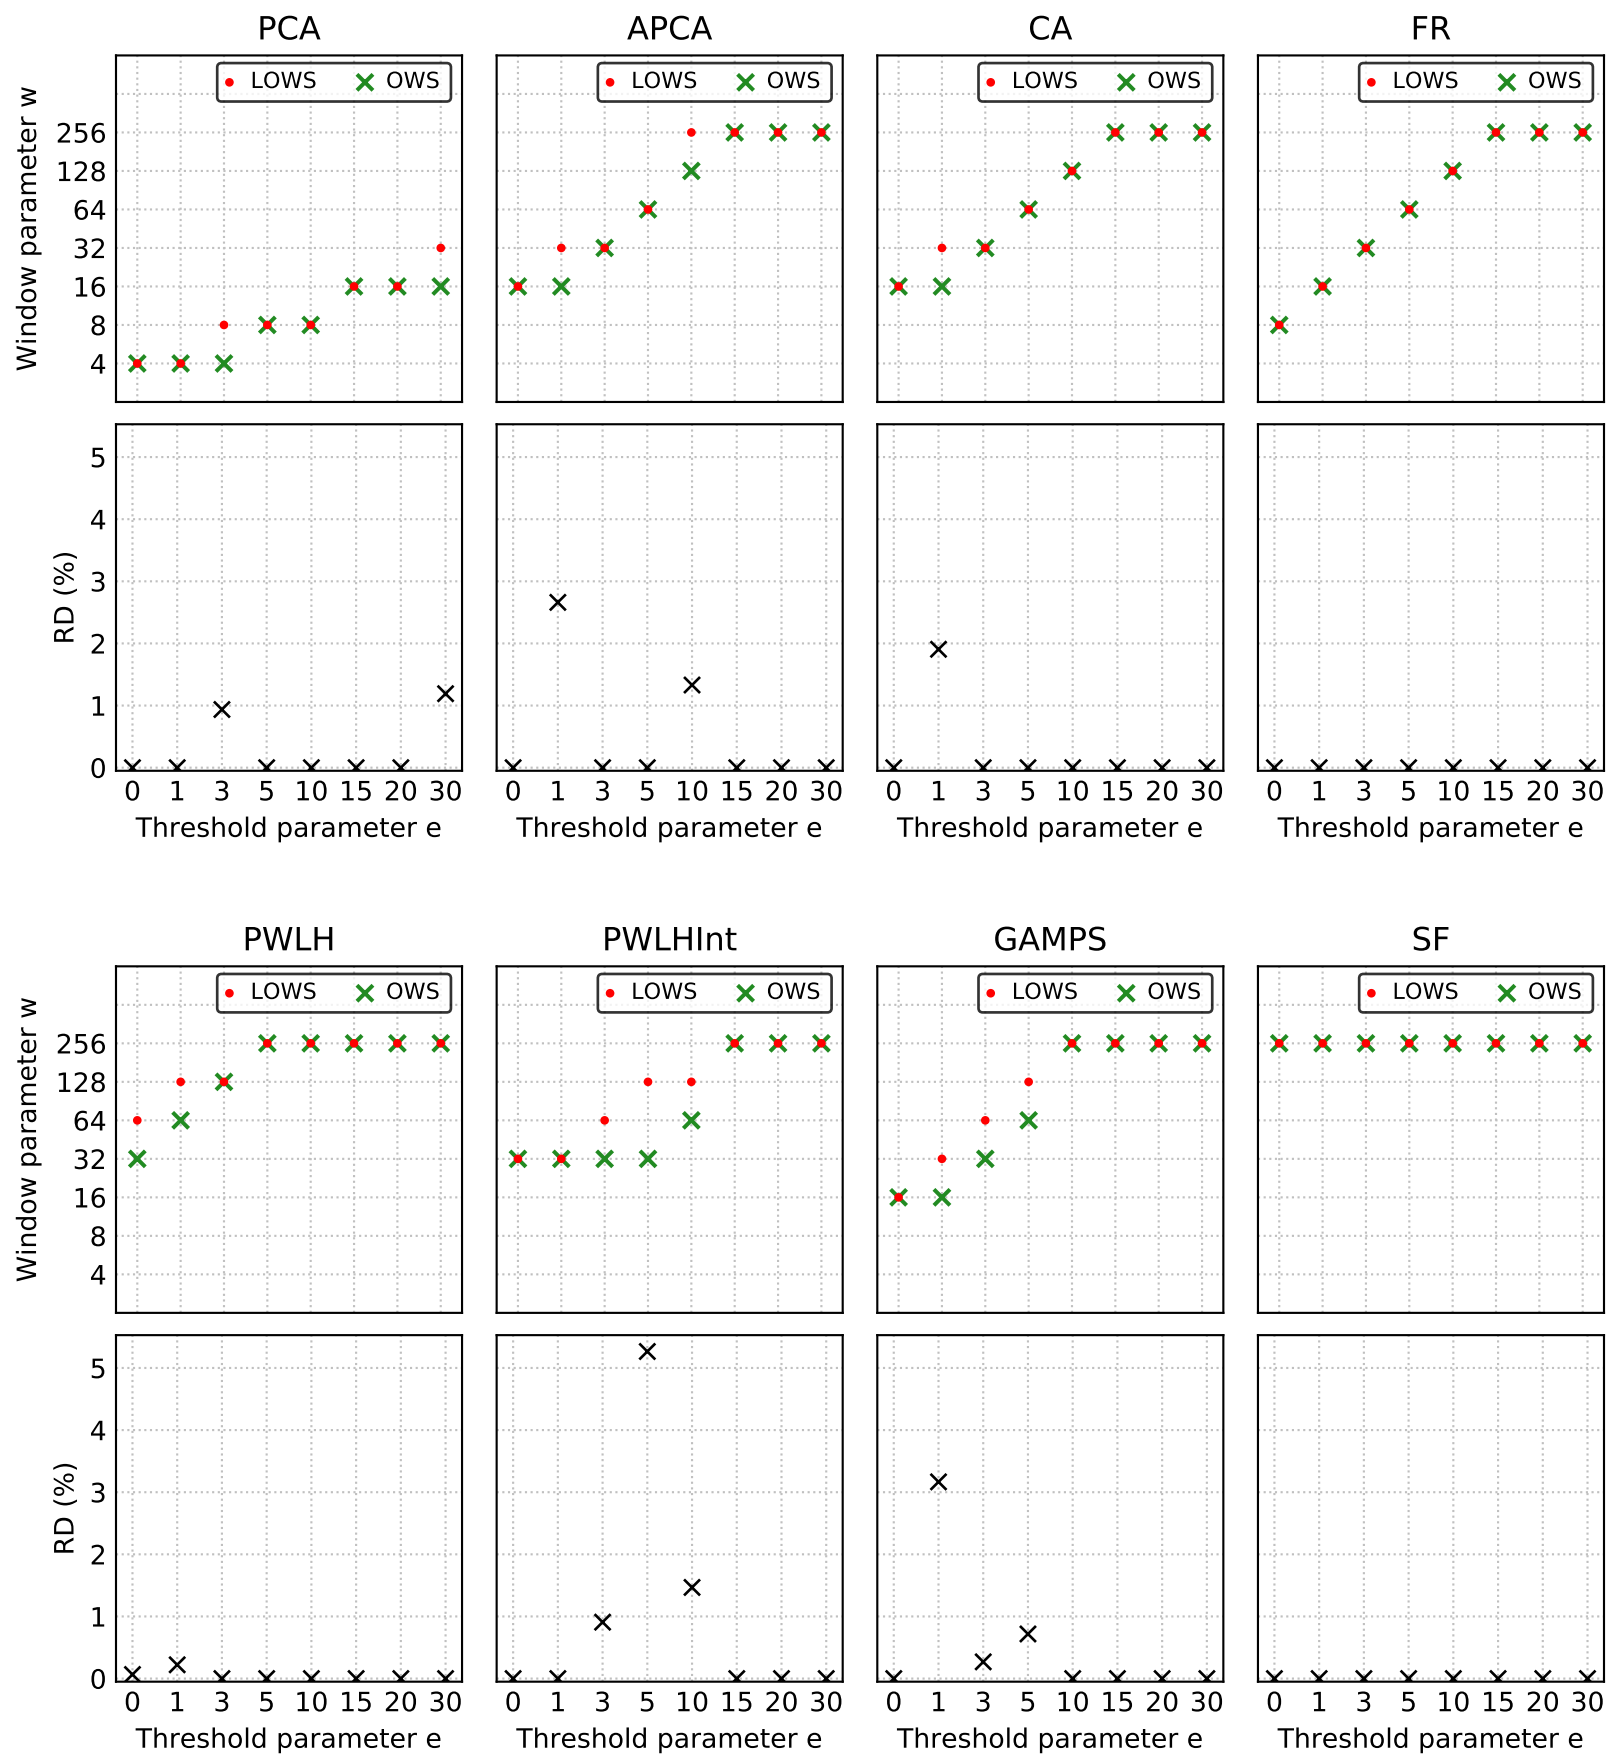 PCA APCA CA FR
LOWS OWS LOWS OWS LOWS OWS LOWS OWS
Window parameter w
256
128
64
32
16
8
4
RD (%)
5
4
3
2
1
0
0 1 3 5 10 15 20 30 0 1 3 5 10 15 20 30 0 1 3 5 10 15 20 30 0 1 3 5 10 15 20 30
Threshold parameter e Threshold parameter e Threshold parameter e Threshold parameter e
PWLH PWLHInt GAMPS SF
LOWS OWS LOWS OWS LOWS OWS LOWS OWS
Window parameter w
256
128
64
32
16
8
4
RD (%)
5
4
3
2
1
0
0 1 3 5 10 15 20 30 0 1 3 5 10 15 20 30 0 1 3 5 10 15 20 30 0 1 3 5 10 15 20 30
Threshold parameter e Threshold parameter e Threshold parameter e Threshold parameter e